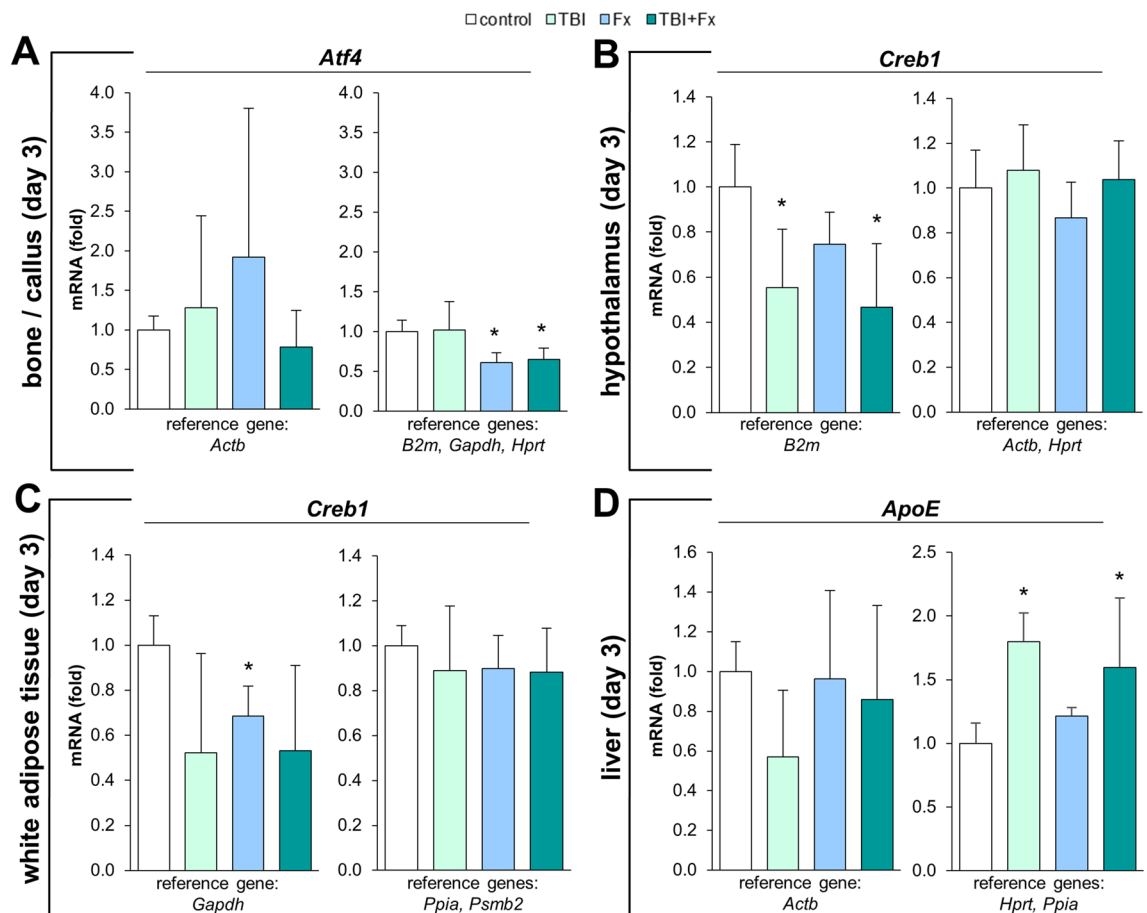 control TBI Fx TBI+Fx
A
bone / callus (day 3)
Atf4
mRNA (fold)
4.0
3.5
3.0
2.5
2.0
1.5
1.0
0.5
0.0
reference gene:
Actb
4.0
3.5
3.0
2.5
2.0
1.5
1.0
0.5
0.0
* *
reference genes:
B2m, Gapdh, Hprt
B
hypothalamus (day 3)
Creb1
mRNA (fold)
1.4
1.2
1.0
0.8
0.6
0.4
0.2
0.0
* *
reference gene:
B2m
1.4
1.2
1.0
0.8
0.6
0.4
0.2
0.0
reference genes:
Actb, Hprt
C
white adipose tissue (day 3)
Creb1
mRNA (fold)
1.4
1.2
1.0
0.8
0.6
0.4
0.2
0.0
*
reference gene:
Gapdh
1.4
1.2
1.0
0.8
0.6
0.4
0.2
0.0
reference genes:
Ppia, Psmb2
D
liver (day 3)
ApoE
mRNA (fold)
1.6
1.4
1.2
1.0
0.8
0.6
0.4
0.2
0.0
reference gene:
Actb
2.5
2.0
1.5
1.0
0.5
0.0
* *
reference genes:
Hprt, Ppia